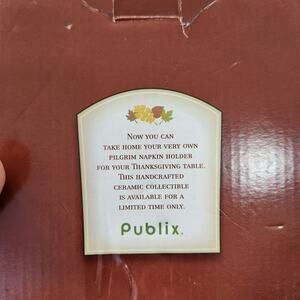 Now you can
take home your very own
pilgrim napkin holder
for your Thanksgiving table.
This handcrafted
ceramic collectible
is available for a
limited time only.
Publix.